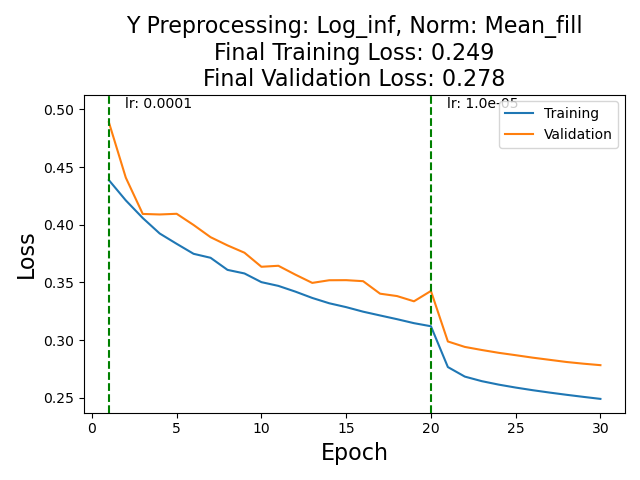 Y Preprocessing: Log_inf, Norm: Mean_fill
Final Training Loss: 0.249
Final Validation Loss: 0.278
lr: 0.0001
lr: 1.0e-05
Training
Validation
0.50
0.45
0.40
0.35
0.30
0.25
Loss
0 5 10 15 20 25 30
Epoch